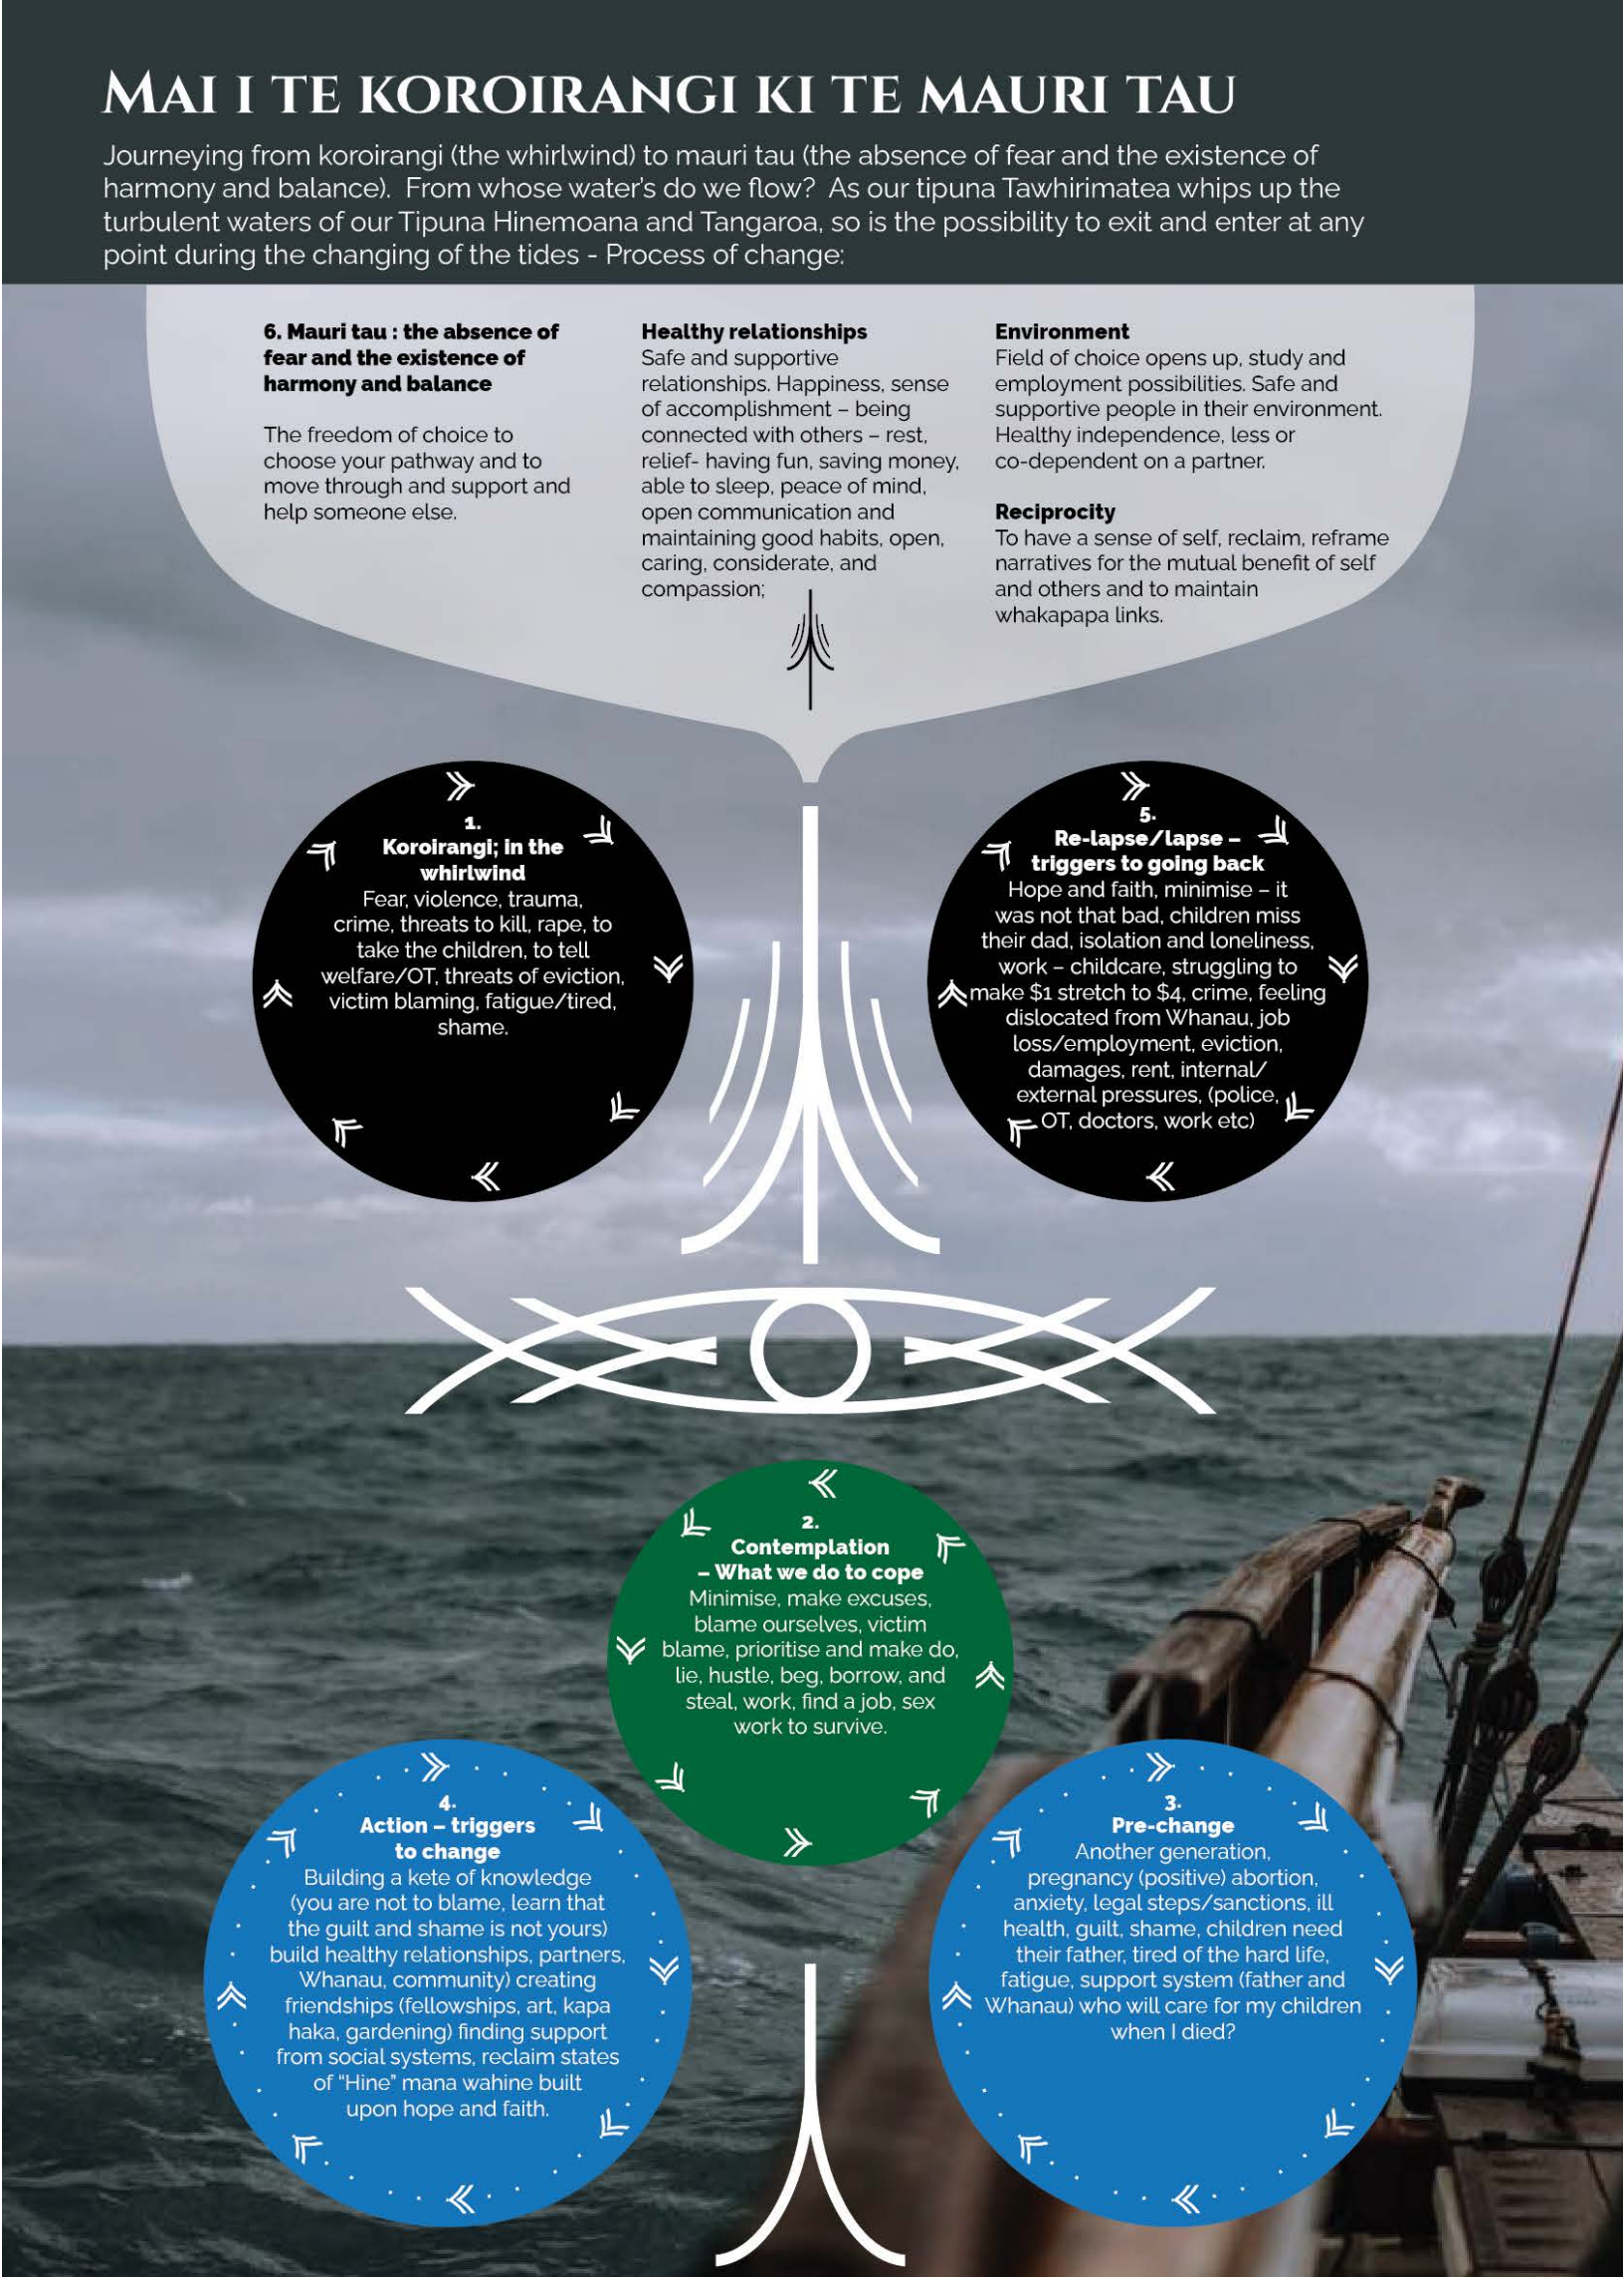 MAI I TE KOROIRANGI KI TE MAURI TAU
Journeying from koroirangi (the whirlwind) to mauri tau (the absence of fear and the existence of
harmony and balance). From whose water's do we flow? As our tipuna Tawhirimatea whips up the
turbulent waters of our Tipuna Hinemoana and Tangaroa, so is the possibility to exit and enter at any
point during the changing of the tides - Process of change:
6. Mauri tau : the absence of
fear and the existence of
harmony and balance
The freedom of choice to
choose your pathway and to
move through and support and
help someone else.
Healthy relationships
Safe and supportive
relationships. Happiness, sense
of accomplishment – being
connected with others – rest,
relief- having fun, saving money,
able to sleep, peace of mind,
open communication and
maintaining good habits, open,
caring, considerate, and
compassion;
Environment
Field of choice opens up, study and
employment possibilities. Safe and
supportive people in their environment.
Healthy independence, less or
co-dependent on a partner.
Reciprocity
To have a sense of self, reclaim, reframe
narratives for the mutual benefit of self
and others and to maintain
whakapapa links.
1.
Koroirangi; in the
whirlwind
Fear, violence, trauma,
crime, threats to kill, rape, to
take the children, to tell
welfare/OT, threats of eviction,
victim blaming, fatigue/tired,
shame.
5.
Re-lapse/lapse –
triggers to going back
Hope and faith, minimise – it
was not that bad, children miss
their dad, isolation and loneliness,
work – childcare, struggling to
make $1 stretch to $4, crime, feeling
dislocated from Whanau, job
loss/employment, eviction,
damages, rent, internal/
external pressures, (police,
OT, doctors, work etc)
2.
Contemplation
– What we do to cope
Minimise, make excuses,
blame ourselves, victim
blame, prioritise and make do,
lie, hustle, beg, borrow, and
steal, work, find a job, sex
work to survive.
4.
Action – triggers
to change
Building a kete of knowledge
(you are not to blame, learn that
the guilt and shame is not yours)
build healthy relationships, partners,
Whanau, community) creating
friendships (fellowships, art, kapa
haka, gardening) finding support
from social systems, reclaim states
of “Hine” mana wahine built
upon hope and faith.
3.
Pre-change
Another generation,
pregnancy (positive) abortion,
anxiety, legal steps/sanctions, ill
health, guilt, shame, children need
their father, tired of the hard life,
fatigue, support system (father and
Whanau) who will care for my children
when I died?